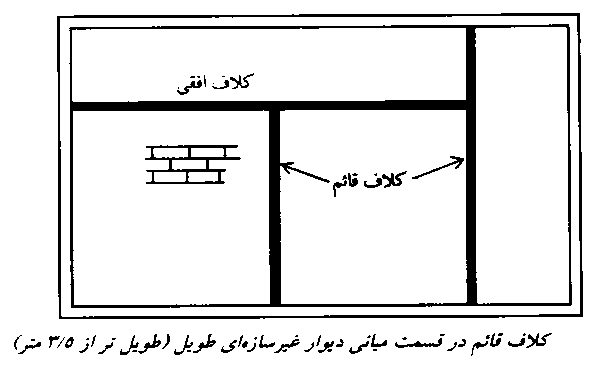 کلاف افقی
کلاف قائم
کلاف قائم در قسمت میانی دیوار غیرسازه‌ای طویل (طویل تر از ۳/۵ متر)